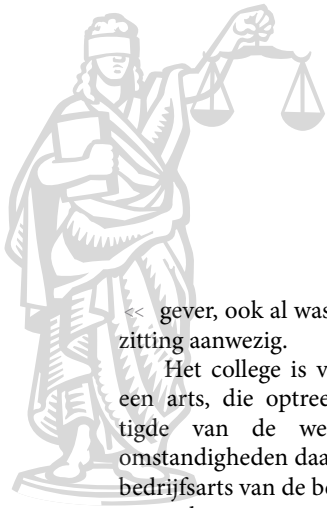 << gever, ook al was
zitting aanwezig.
Het college is v
een arts, die optree
tigde van de we
omstandigheden daa
bedrijfsarts van de be